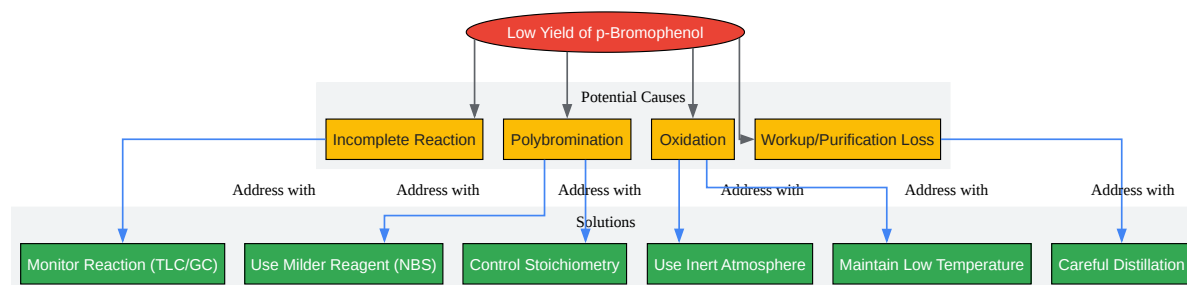 Low Yield of p-Bromophenol
Potential Causes
Incomplete Reaction
Polybromination
Oxidation
Workup/Purification Loss
Address with
Address with
Address with
Address with
Address with
Address with
Solutions
Monitor Reaction (TLC/GC)
Use Milder Reagent (NBS)
Control Stoichiometry
Use Inert Atmosphere
Maintain Low Temperature
Careful Distillation